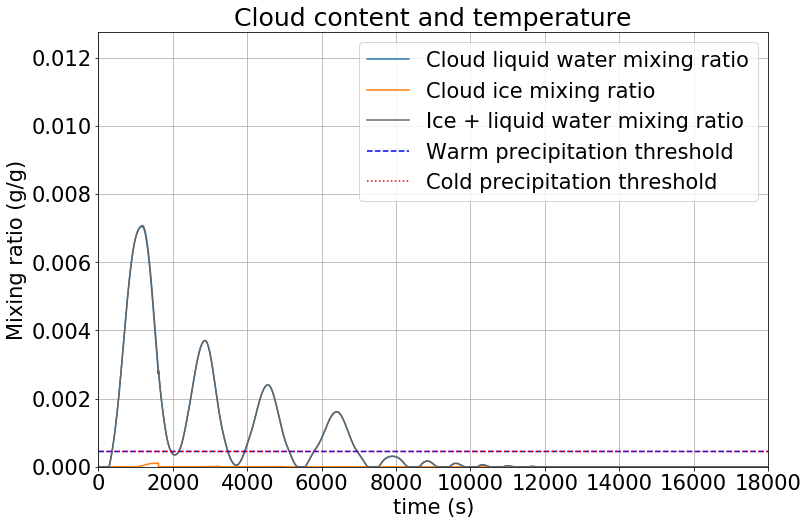 Cloud content and temperature
Mixing ratio (g/g)
0.012
0.010
0.008
0.006
0.004
0.002
0.000
Cloud liquid water mixing ratio
Cloud ice mixing ratio
Ice + liquid water mixing ratio
Warm precipitation threshold
Cold precipitation threshold
0 2000 4000 6000 8000 10000 12000 14000 16000 18000
time (s)